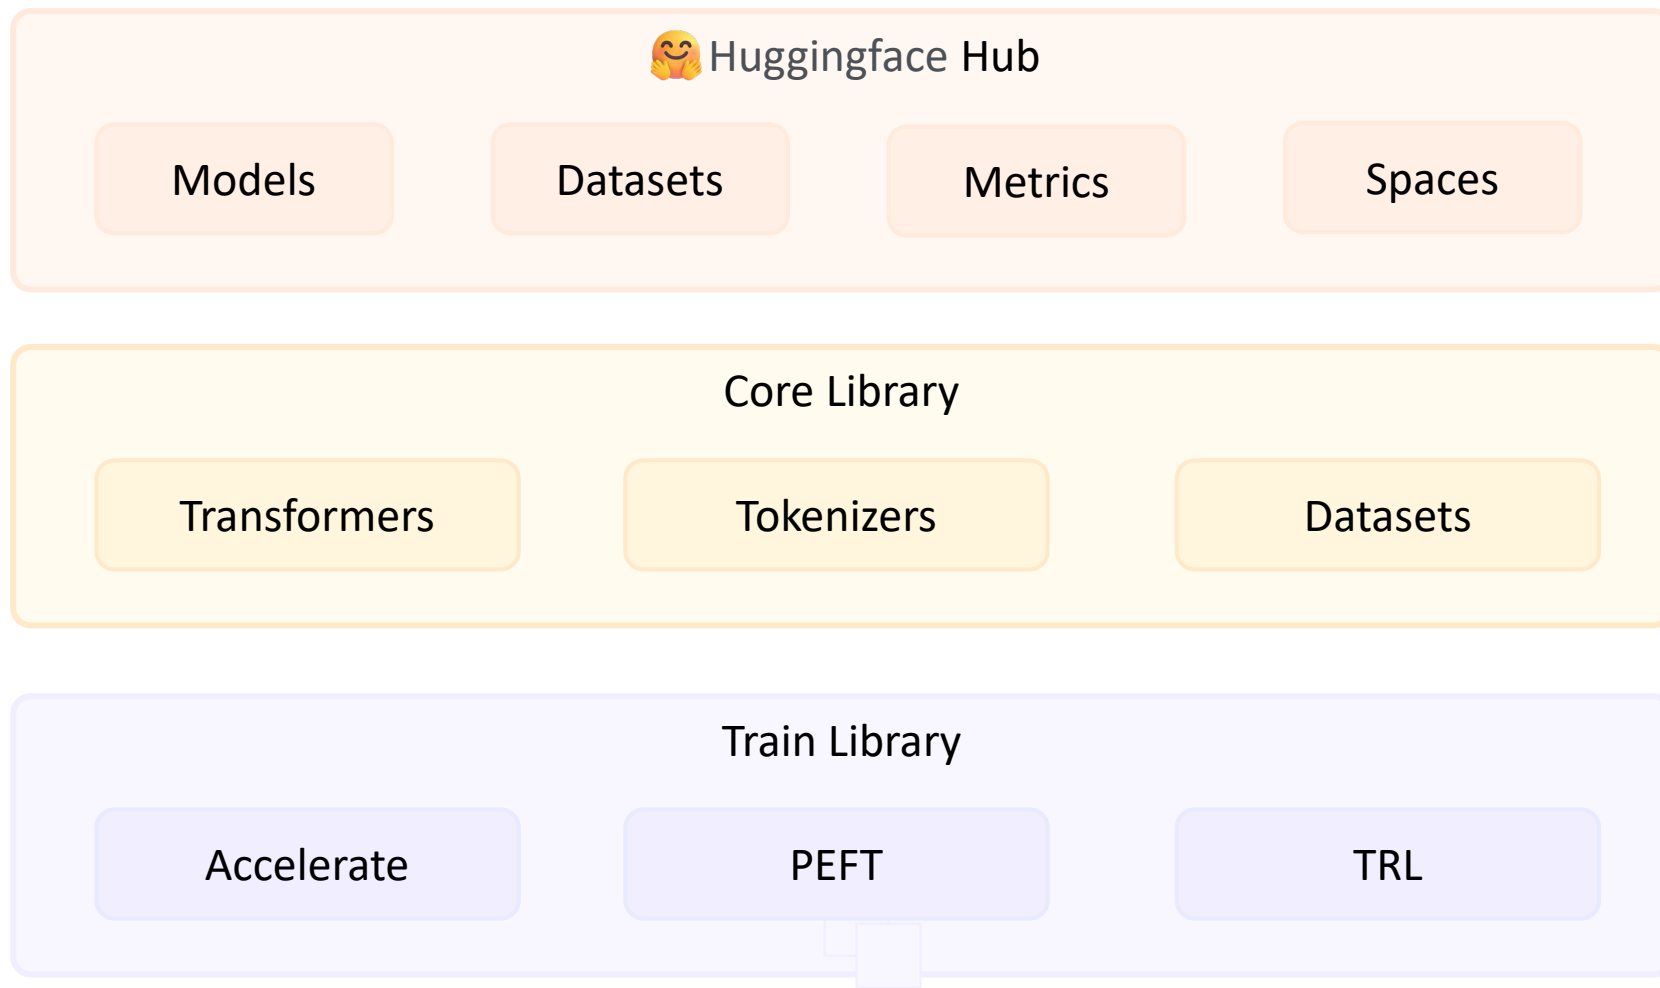 🤗Huggingface Hub
Models Datasets Metrics Spaces
Core Library
Transformers Tokenizers Datasets
Train Library
Accelerate PEFT TRL